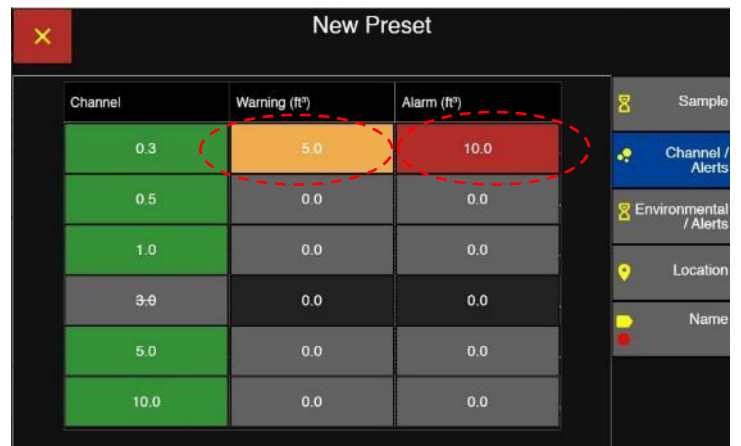 New Preset
Channel Warning (ft³) Alarm (ft³)
0.3 5.0 10.0
0.5 0.0 0.0
1.0 0.0 0.0
3.0 0.0 0.0
5.0 0.0 0.0
10.0 0.0 0.0
Sample
Channel /
Alerts
Environmental
/ Alerts
Location
Name